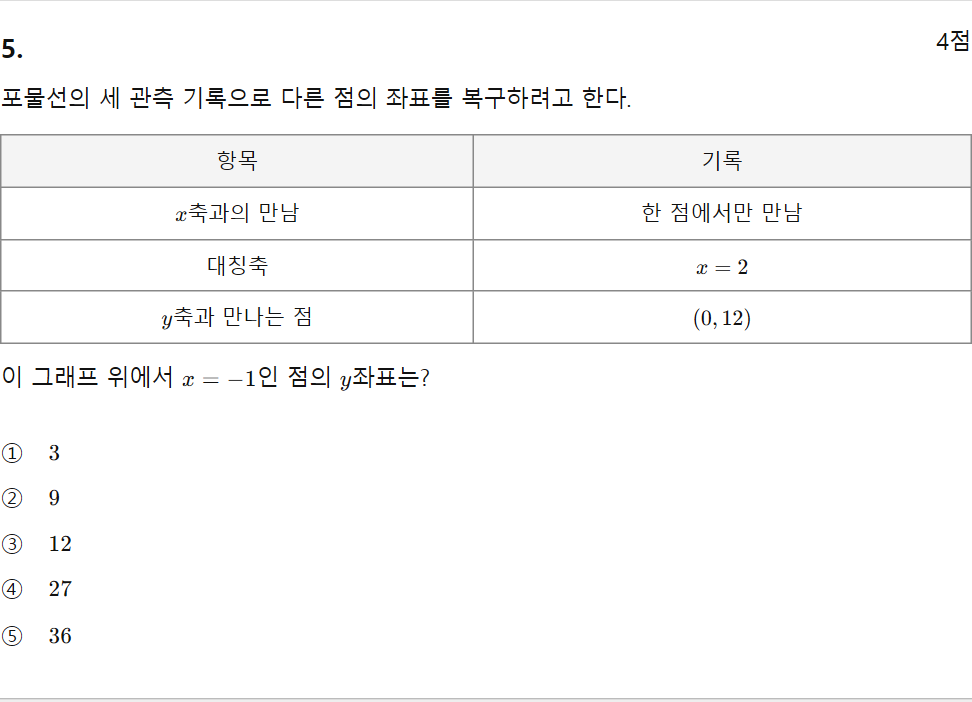 5.
4점
포물선의 세 관측 기록으로 다른 점의 좌표를 복구하려고 한다.
항목 기록
x축과의 만남 한 점에서만 만남
대칭축 x = 2
y축과 만나는 점 (0, 12)
이 그래프 위에서 x = −1인 점의 y좌표는?
① 3
② 9
③ 12
④ 27
⑤ 36